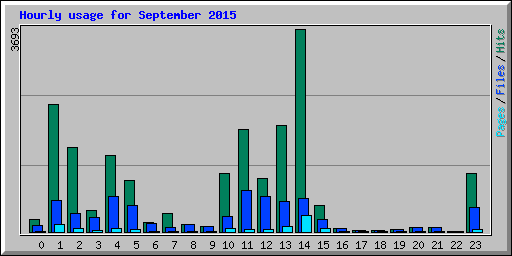 Hourly usage for September 2015
3693
Pages / Files / Hits
0 1 2 3 4 5 6 7 8 9 10 11 12 13 14 15 16 17 18 19 20 21 22 23